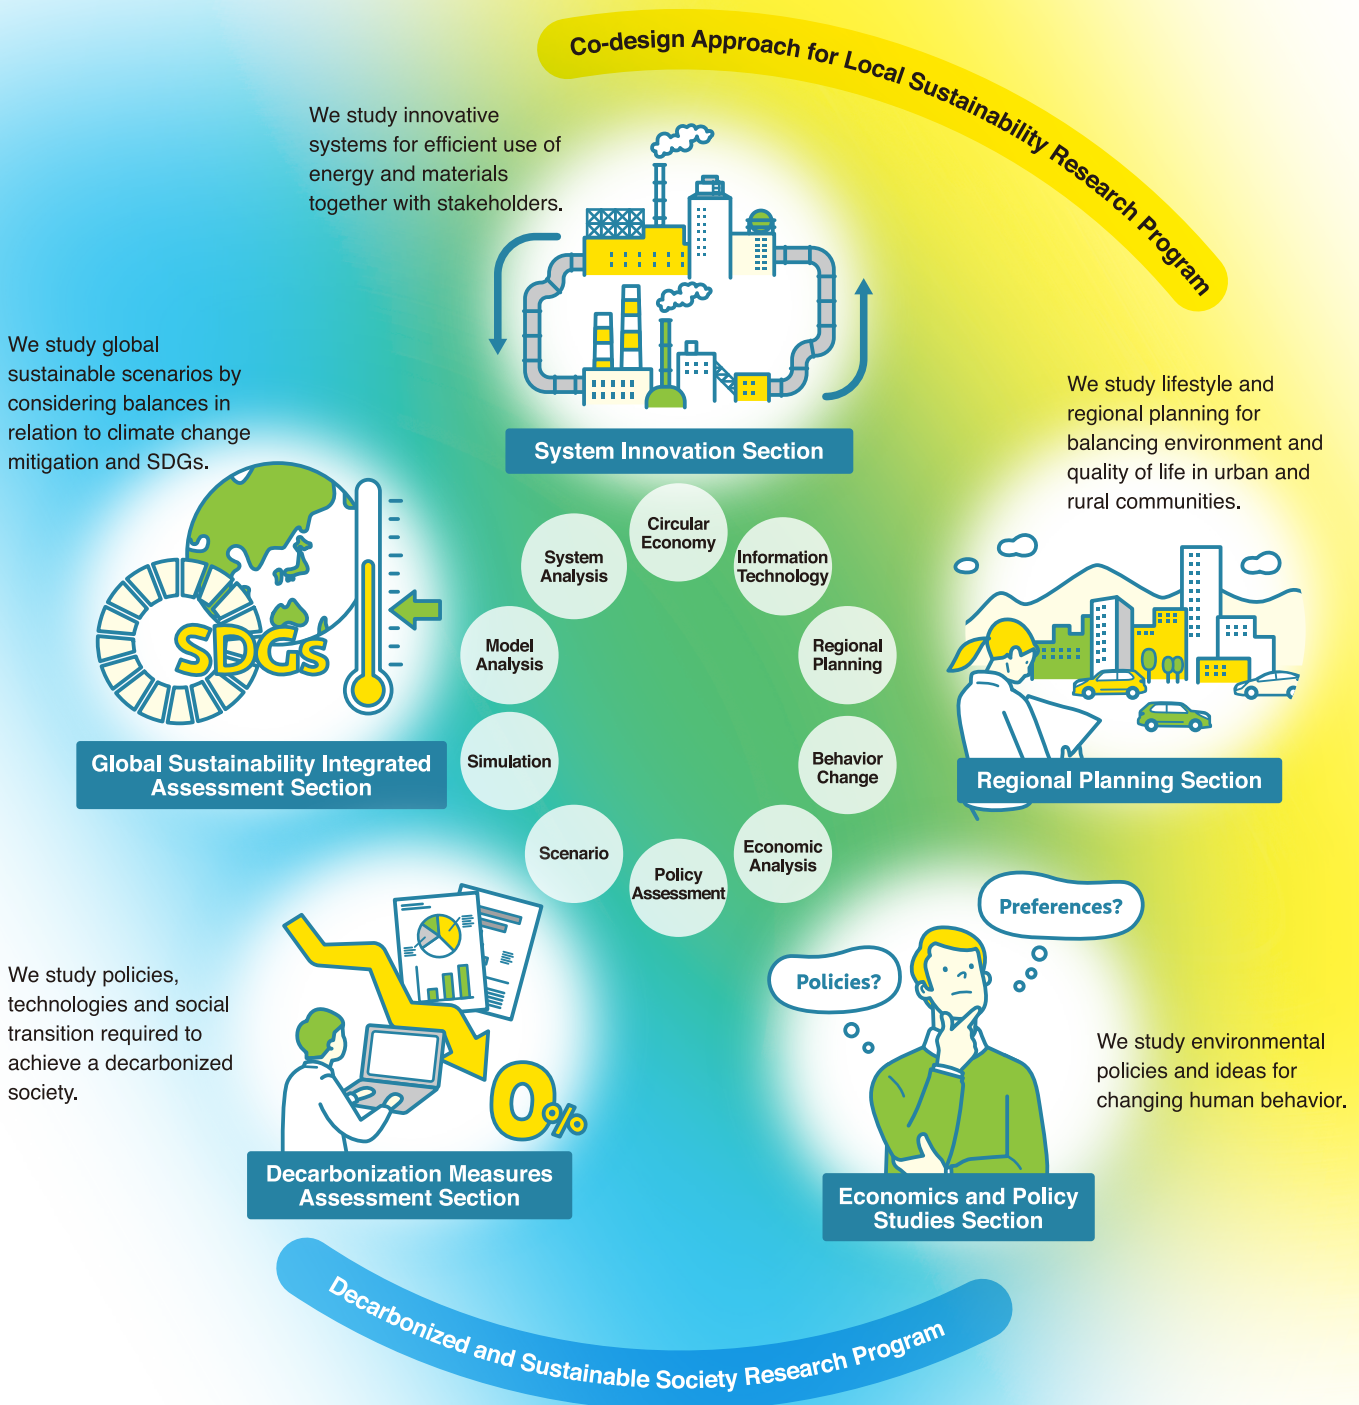 Co-design Approach for Local Sustainability Research Program
We study innovative
systems for efficient use of
energy and materials
together with stakeholders.
System Innovation Section
We study global
sustainable scenarios by
considering balances in
relation to climate change
mitigation and SDGs.
SDGs
Global Sustainability Integrated
Assessment Section
We study lifestyle and
regional planning for
balancing environment and
quality of life in urban and
rural communities.
Regional Planning Section
Circular
Economy
Information
Technology
Regional
Planning
Behavior
Change
Economic
Analysis
Policy
Assessment
Scenario
Simulation
Model
Analysis
System
Analysis
We study policies,
technologies and social
transition required to
achieve a decarbonized
society.
0%
Decarbonization Measures
Assessment Section
Preferences?
Policies?
We study environmental
policies and ideas for
changing human behavior.
Economics and Policy
Studies Section
Decarbonized and Sustainable Society Research Program